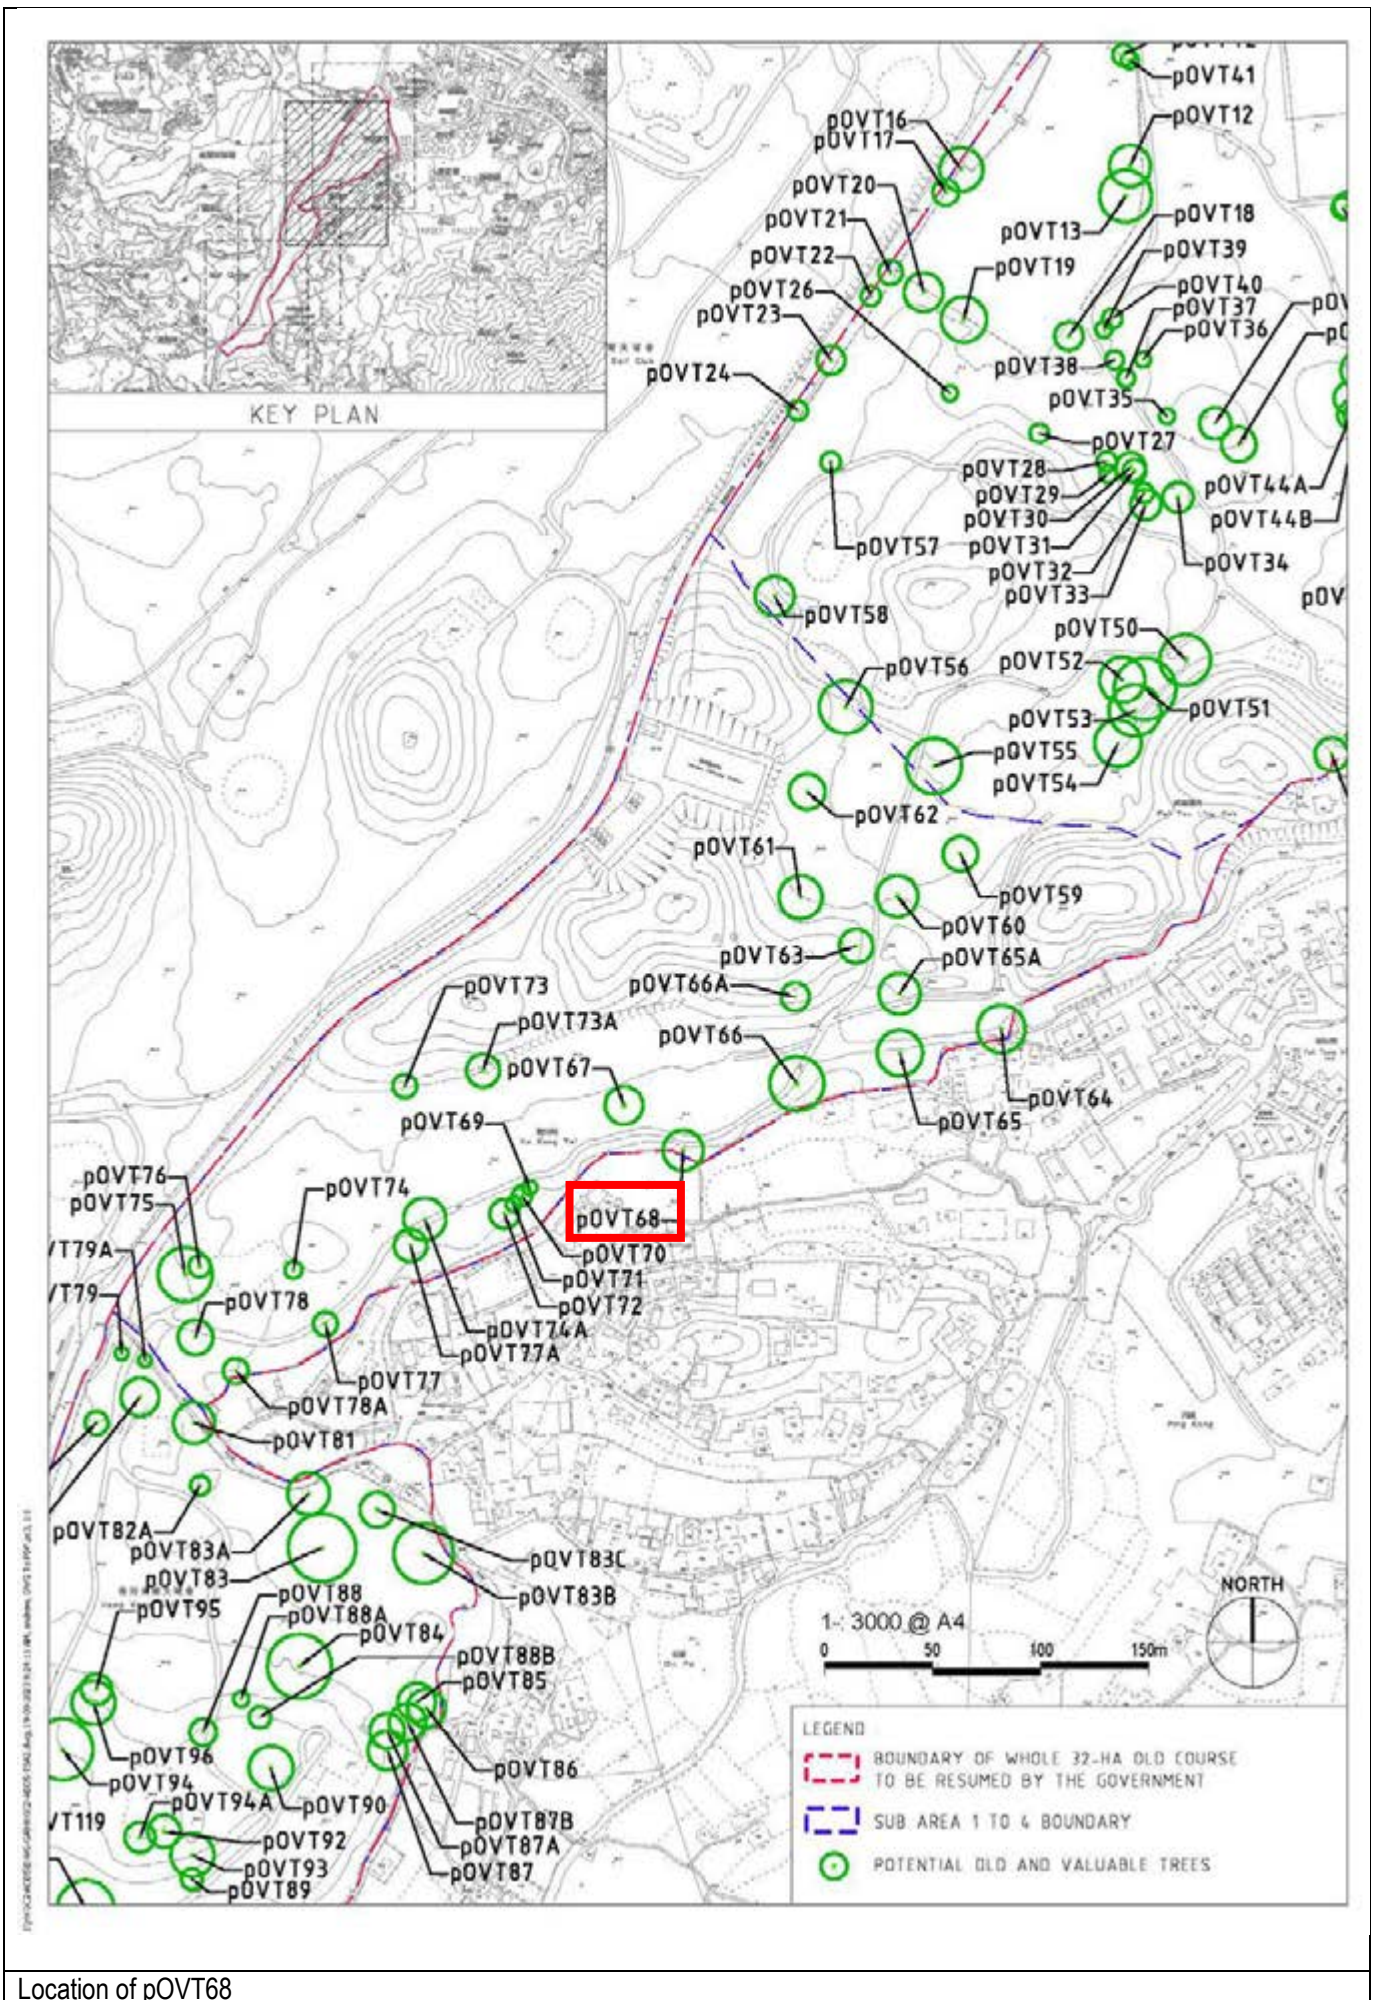 KEY PLAN
pOVT41
pOVT12
pOVT16
pOVT17
pOVT20
pOVT18
pOVT21
pOVT13
pOVT39
pOVT22
pOVT19
pOVT26
pOVT40
pOVT23
pOVT37
pOVT36
pOVT38
pOVT24
pOVT35
pOVT27
pOVT28
pOVT29
pOVT44A
pOVT30
pOVT44B
pOVT57
pOVT31
pOVT34
pOVT32
pOVT33
pOV
pOVT58
pOVT50
pOVT52
pOVT56
pOVT51
pOVT53
pOVT55
pOVT54
pOVT62
pOVT61
pOVT59
pOVT60
pOVT63
pOVT65A
pOVT73
pOVT66A
pOVT73A
pOVT66
pOVT67
pOVT64
pOVT69
pOVT65
pOVT76
pOVT74
pOVT75
pOVT68
VT79A
pOVT70
pOVT71
VT79
pOVT78
pOVT72
pOVT74A
pOVT77A
pOVT77
pOVT78A
pOVT81
pOVT82A
pOVT83A
pOVT83C
pOVT83
pOVT83B
pOVT88
pOVT95
pOVT88A
pOVT84
pOVT88B
pOVT85
pOVT96
pOVT86
pOVT94
pOVT94A
pOVT90
VT119
pOVT87B
pOVT92
pOVT87A
pOVT93
pOVT87
pOVT89
Ping Kong
NORTH
1 : 3000 @ A4
0 50 100 150m
LEGEND
BOUNDARY OF WHOLE 32-HA OLD COURSE
TO BE RESUMED BY THE GOVERNMENT
SUB AREA 1 TO 4 BOUNDARY
POTENTIAL OLD AND VALUABLE TREES
Location of pOVT68